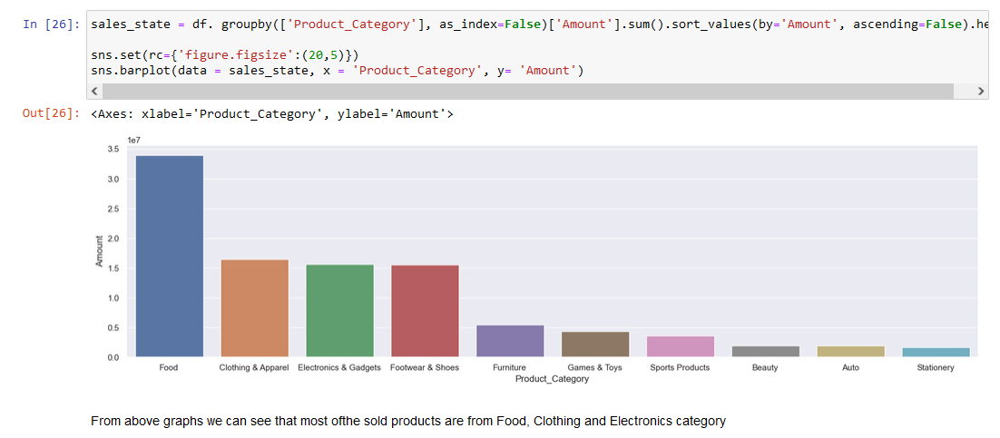 In [26]: sales_state = df. groupby(['Product_Category'], as_index=False)['Amount'].sum().sort_values(by='Amount', ascending=False).he
sns.set(rc={'figure.figsize':(20,5)})
sns.barplot(data = sales_state, x = 'Product_Category', y= 'Amount')
Out[26]: <Axes: xlabel='Product_Category', ylabel='Amount'>
1e7
3.5
3.0
2.5
2.0
1.5
1.0
0.5
0.0
Amount
Food Clothing & Apparel Electronics & Gadgets Footwear & Shoes Furniture Games & Toys Sports Products Beauty Auto Stationery
Product_Category
From above graphs we can see that most ofthe sold products are from Food, Clothing and Electronics category